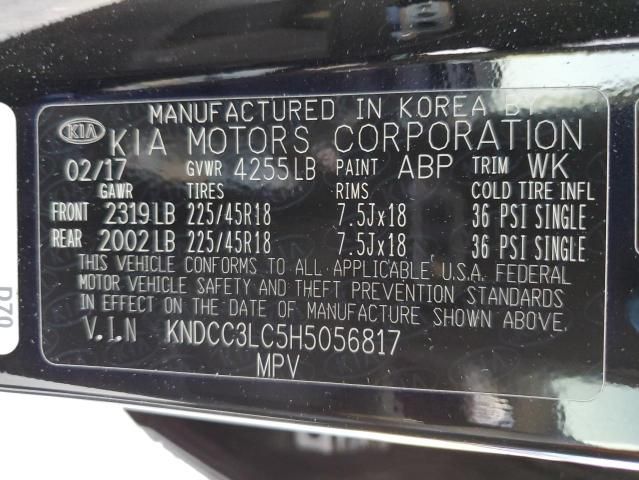 MANUFACTURED IN KOREA BY
KIA KIA MOTORS CORPORATION
02/17 GVWR 4255LB PAINT ABP TRIM WK
GAWR TIRES RIMS COLD TIRE INFL
FRONT 2319LB 225/45R18 7.5Jx18 36 PSI SINGLE
REAR 2002LB 225/45R18 7.5Jx18 36 PSI SINGLE
THIS VEHICLE CONFORMS TO ALL APPLICABLE U.S.A. FEDERAL
MOTOR VEHICLE SAFETY AND THEFT PREVENTION STANDARDS
IN EFFECT ON THE DATE OF MANUFACTURE SHOWN ABOVE.
V.I.N KNDCC3LC5H5056817
MPV